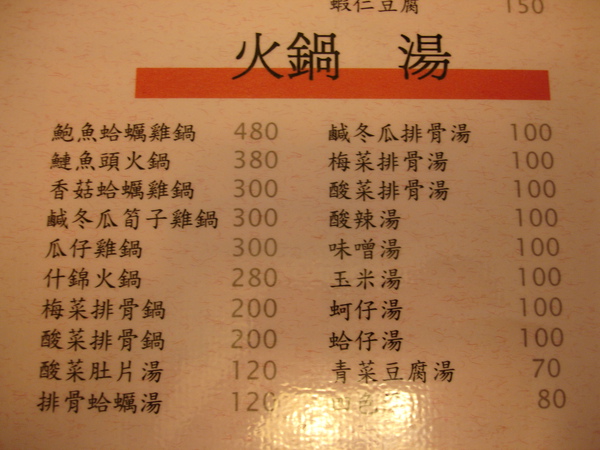 蝦仁豆腐 150
火鍋 湯
鮑魚蛤蠣雞鍋 480
鰱魚頭火鍋 380
香菇蛤蠣雞鍋 300
鹹冬瓜筍子雞鍋 300
瓜仔雞鍋 300
什錦火鍋 280
梅菜排骨鍋 200
酸菜排骨鍋 200
酸菜肚片湯 120
排骨蛤蠣湯 120
鹹冬瓜排骨湯 100
梅菜排骨湯 100
酸菜排骨湯 100
酸辣湯 100
味噌湯 100
玉米湯 100
蚵仔湯 100
蛤仔湯 100
青菜豆腐湯 70
80